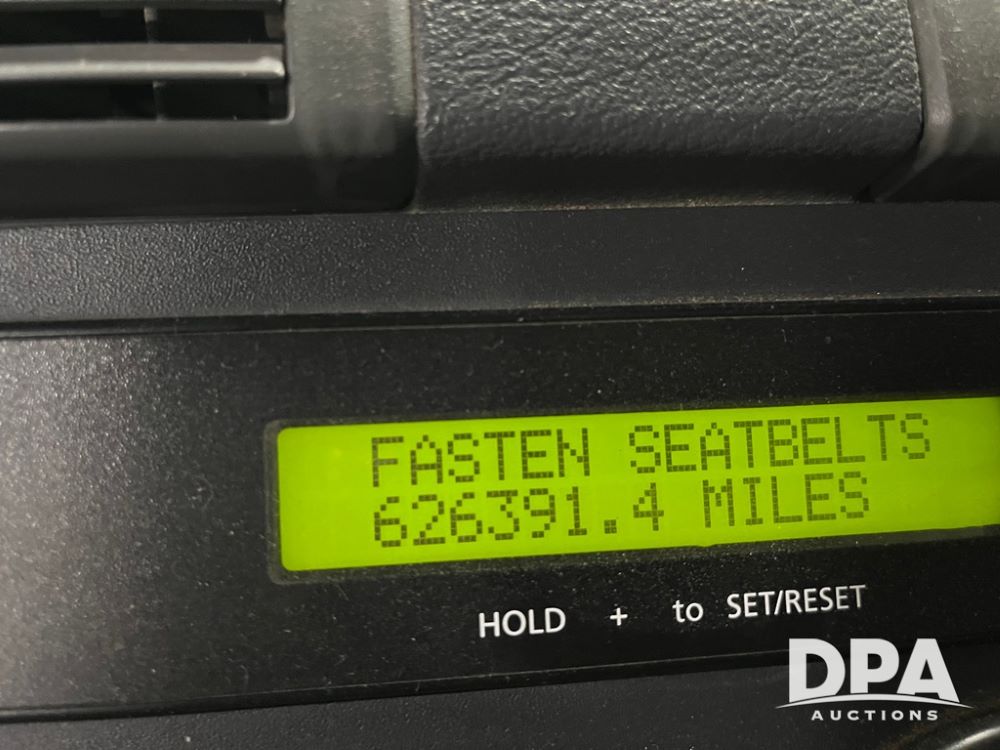 FASTEN SEATBELTS
626391.4 MILES
HOLD + to SET/RESET
DPA
AUCTIONS